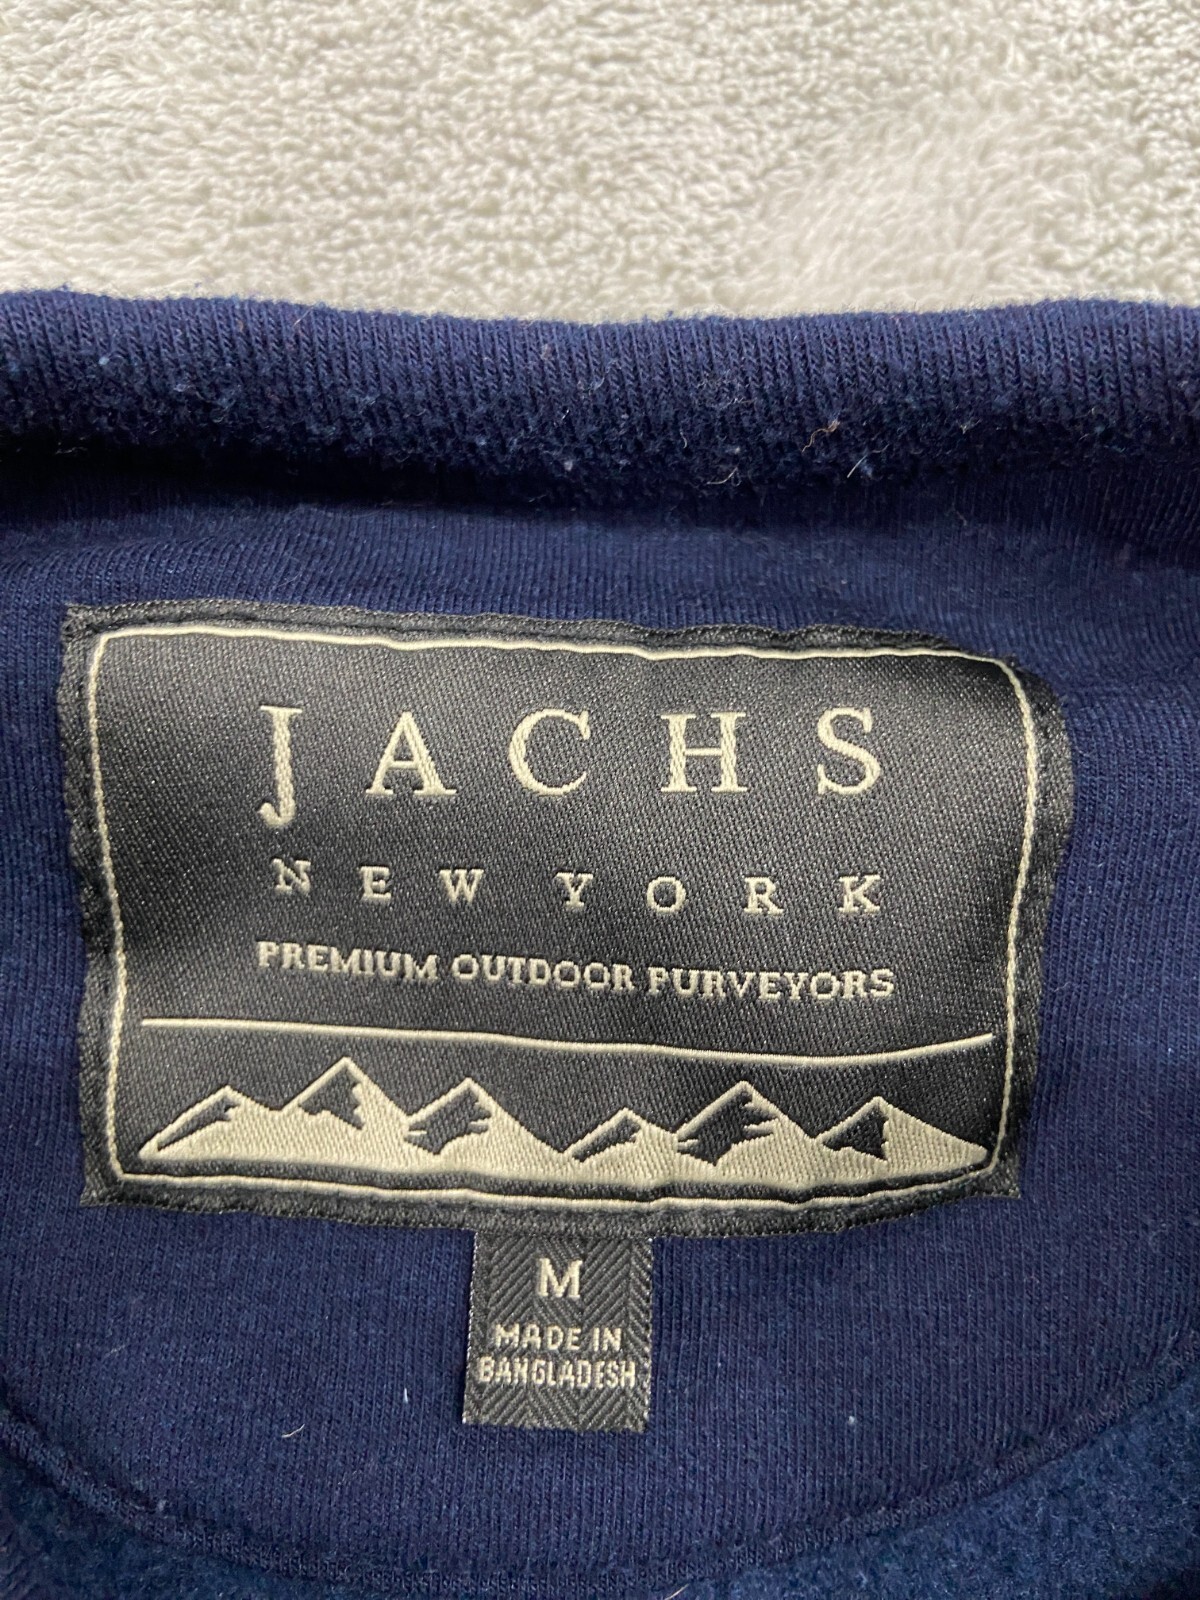 JACHS
NEW YORK
PREMIUM OUTDOOR PURVEYORS
M
MADE IN
BANGLADESH